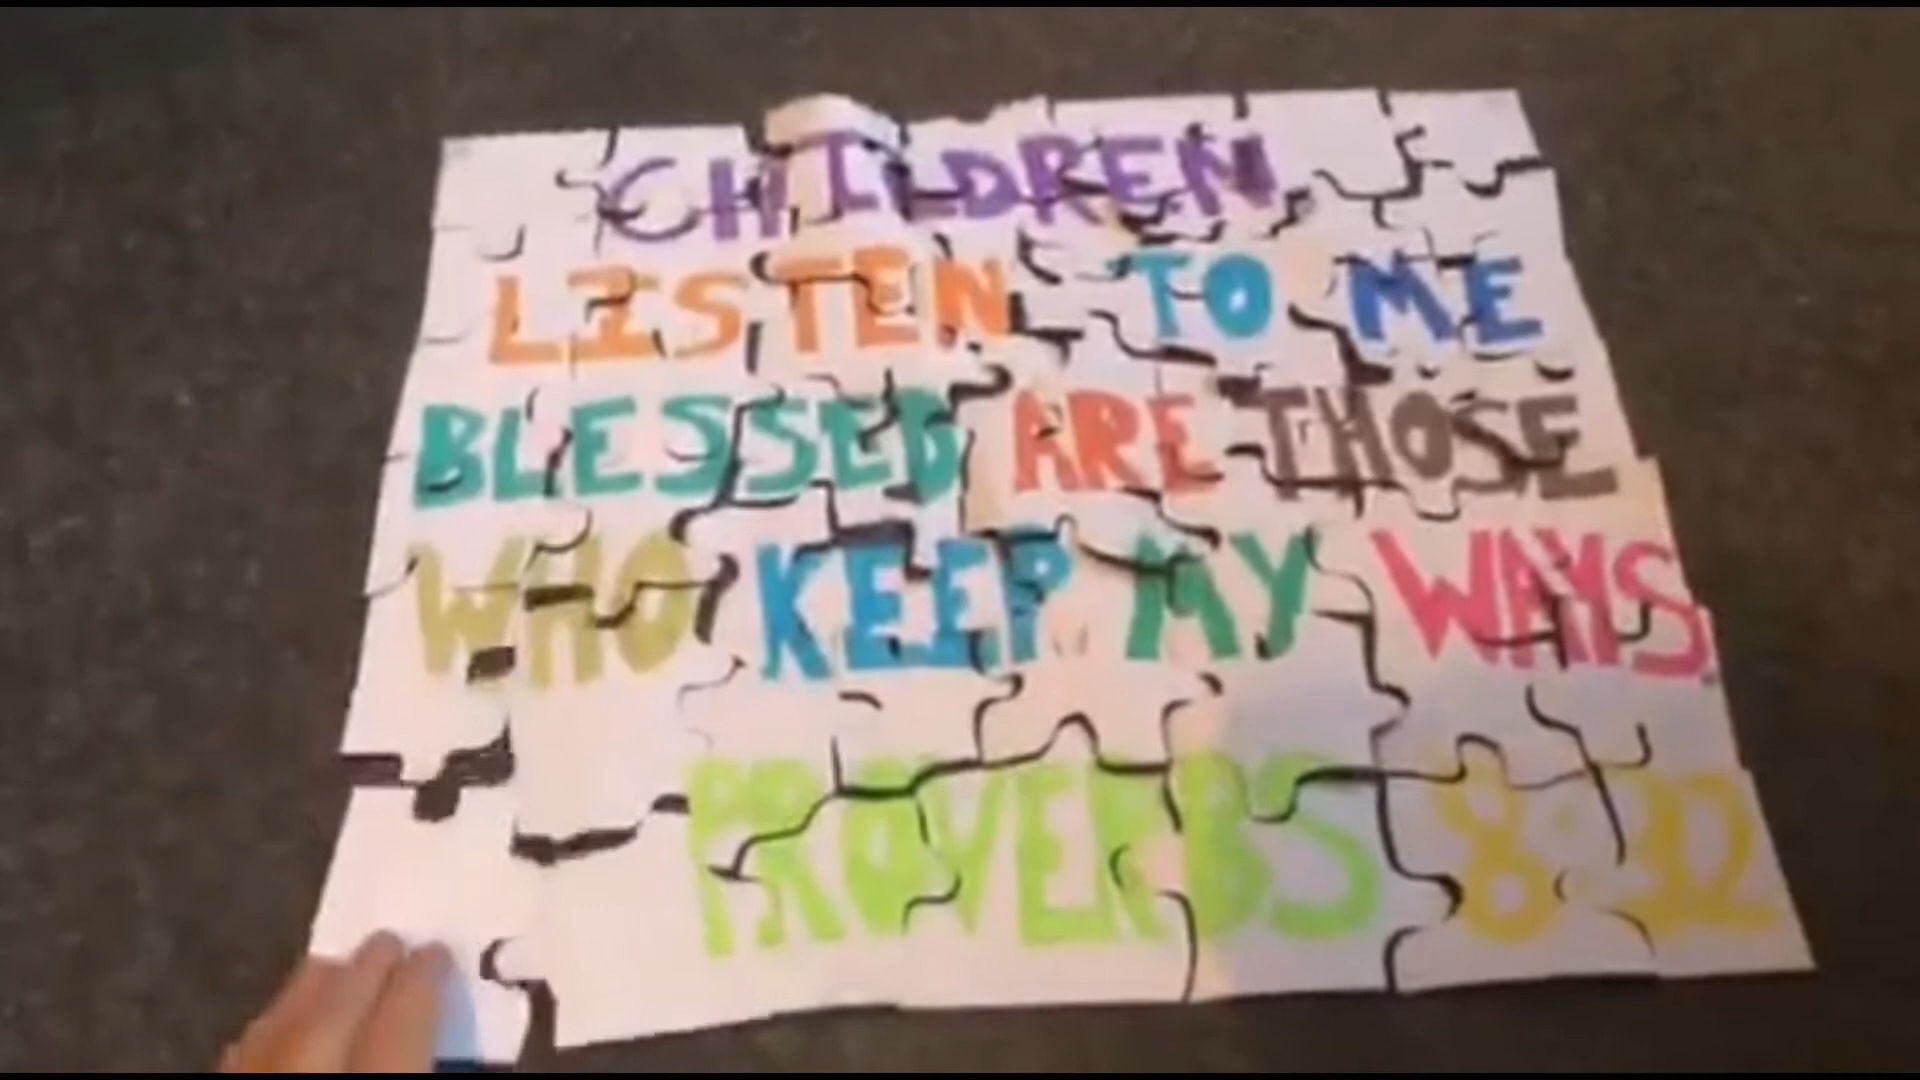 CHILDREN
LISTEN TO ME
BLESSED ARE THOSE
WHO KEEP MY WAYS.
PROVERBS 8:32